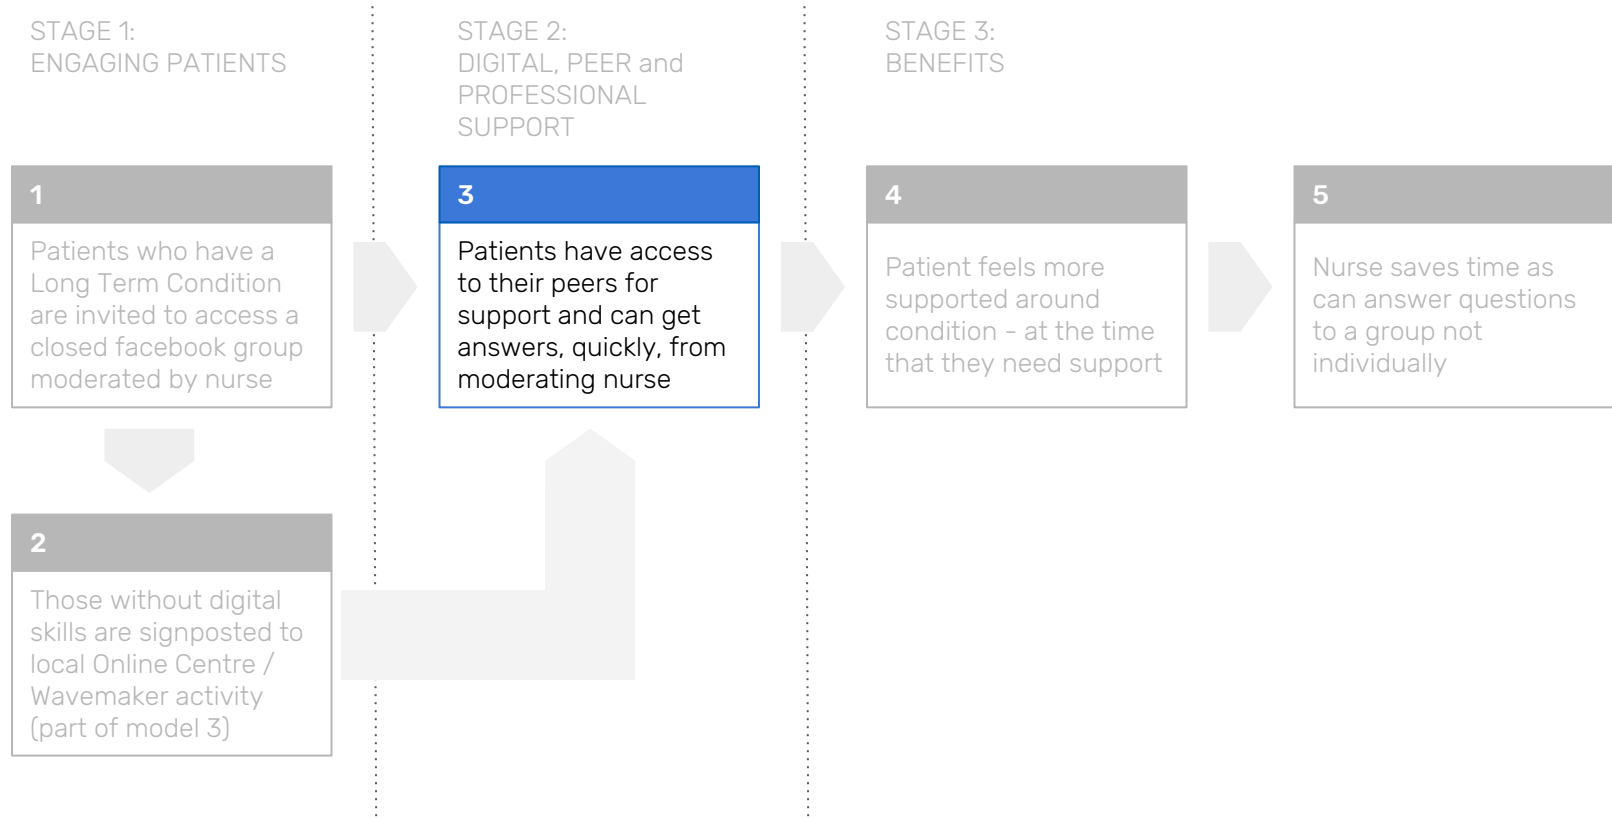 STAGE 1:
ENGAGING PATIENTS
STAGE 2:
DIGITAL, PEER and
PROFESSIONAL
SUPPORT
STAGE 3:
BENEFITS
1
Patients who have a
Long Term Condition
are invited to access a
closed facebook group
moderated by nurse
2
Those without digital
skills are signposted to
local Online Centre /
Wavemaker activity
(part of model 3)
3
Patients have access
to their peers for
support and can get
answers, quickly, from
moderating nurse
4
Patient feels more
supported around
condition - at the time
that they need support
5
Nurse saves time as
can answer questions
to a group not
individually